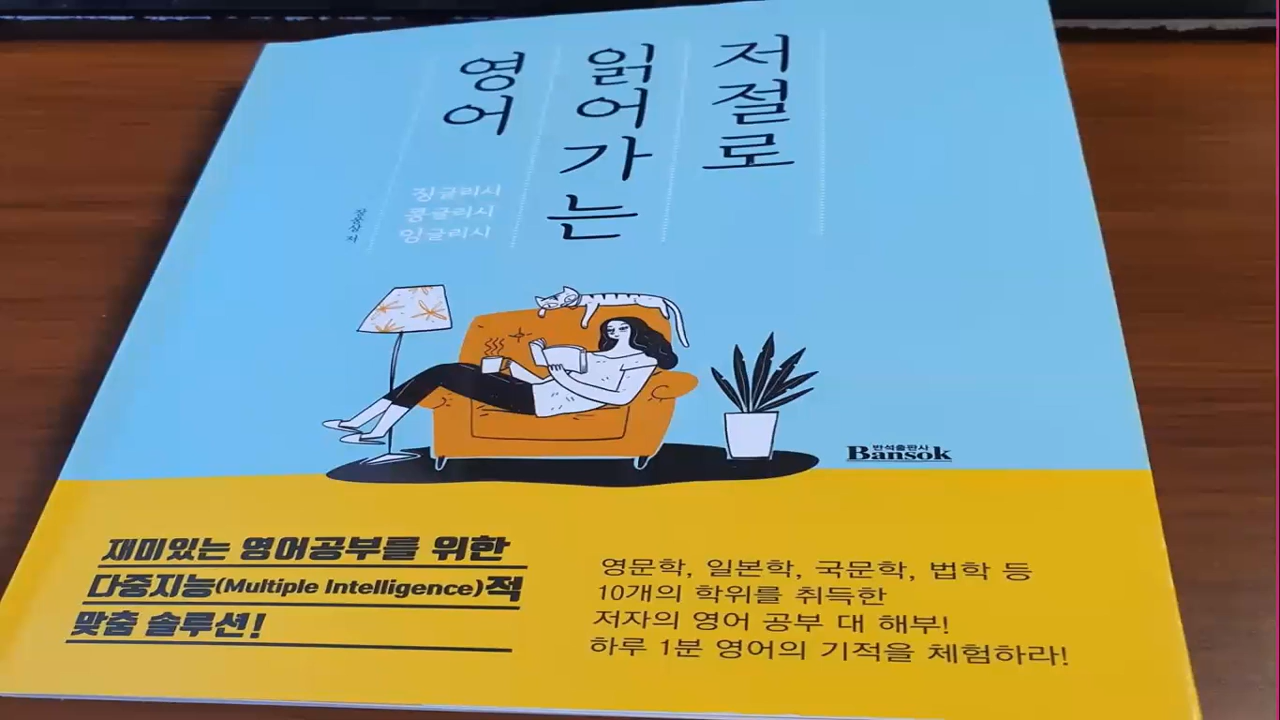 저절로
읽어가는
영어
징글리시
콩글리시
잉글리시
반석출판사
Bansok
재미있는 영어공부를 위한
다중지능(Multiple Intelligence)적
맞춤 솔루션!
영문학, 일본학, 국문학, 법학 등
10개의 학위를 취득한
저자의 영어 공부 대 해부!
하루 1분 영어의 기적을 체험하라!